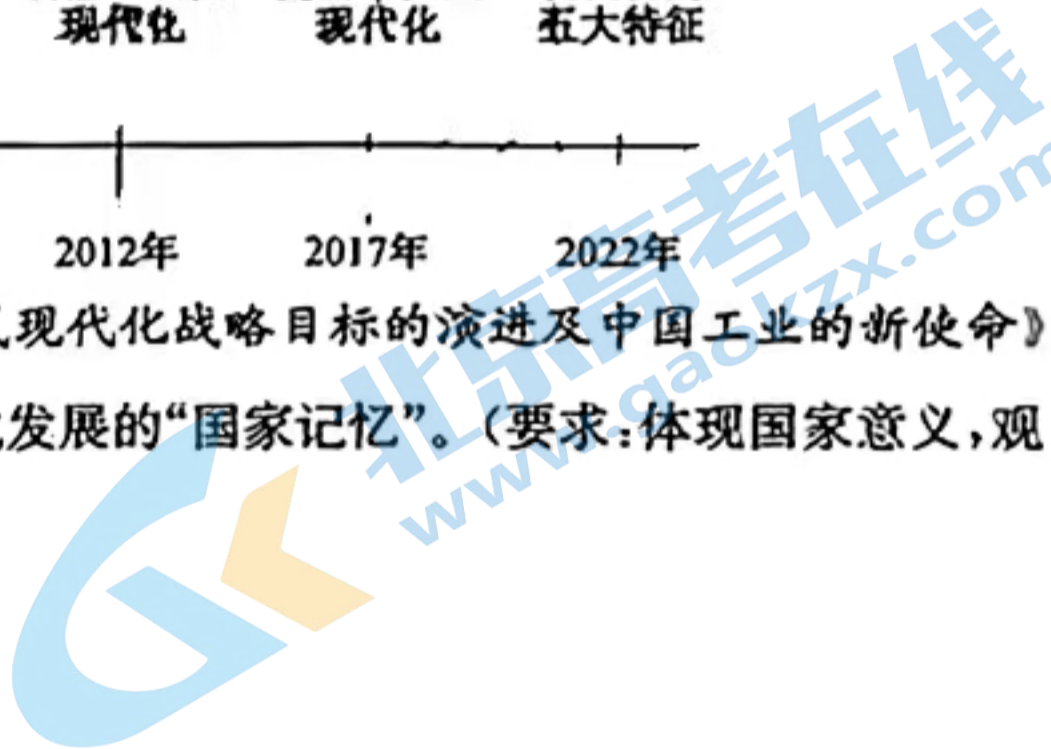 现代化 现代化 五大特征
2012年 2017年 2022年
现代化战略目标的演进及中国工业的新使命》
发展的“国家记忆”。(要求:体现国家意义,观
北京高考在线
www.gaokzx.com